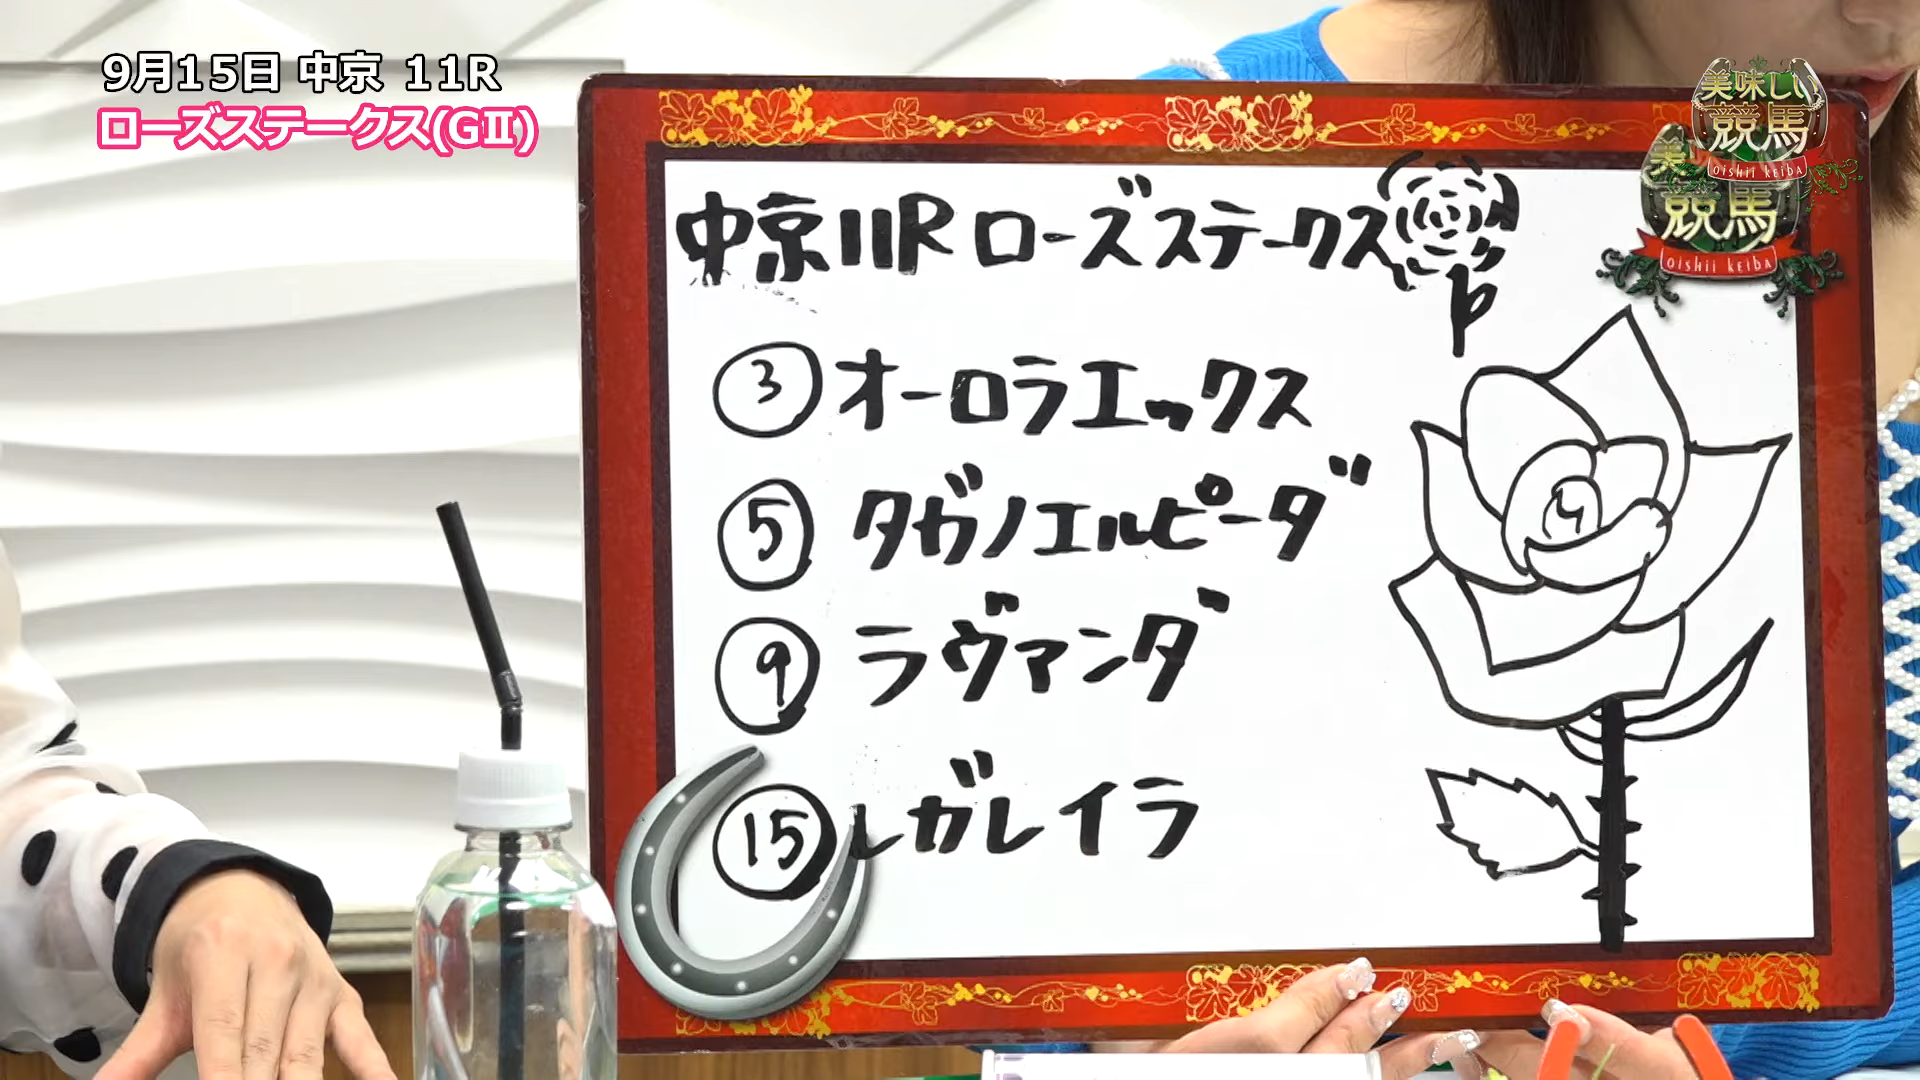 9月15日 中京 11R
ローズステークス(GⅡ)
美味しい
競馬
oishii keiba
美
競馬
oishii keiba
中京11R ローズステークス
③ オーロラエックス
⑤ タガノエルピーダ
⑨ ラヴァンダ
⑮ レガレイラ